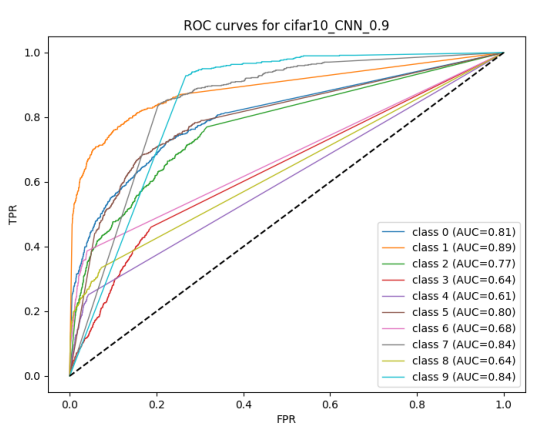 ROC curves for cifar10_CNN_0.9
TPR
1.0
0.8
0.6
0.4
0.2
0.0
class 0 (AUC=0.81)
class 1 (AUC=0.89)
class 2 (AUC=0.77)
class 3 (AUC=0.64)
class 4 (AUC=0.61)
class 5 (AUC=0.80)
class 6 (AUC=0.68)
class 7 (AUC=0.84)
class 8 (AUC=0.64)
class 9 (AUC=0.84)
0.0 0.2 0.4 0.6 0.8 1.0
FPR